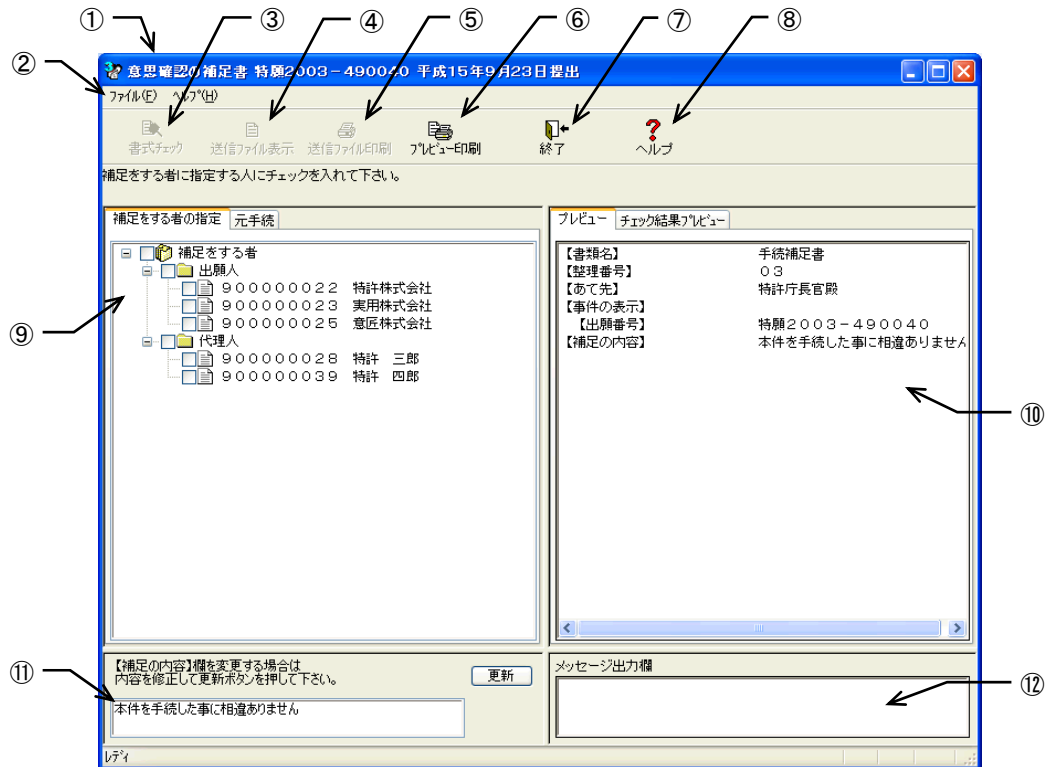 ① ③ ④ ⑤ ⑥ ⑦ ⑧
②
意思確認の補足書 特願2003-490040 平成15年9月23日提出
ファイル(F) ヘルプ(H)
書式チェック 送信ファイル表示 送信ファイル印刷 プレビュー印刷 終了 ヘルプ
補足をする者に指定する人にチェックを入れて下さい。
補足をする者の指定 元手続
補足をする者
出願人
900000022 特許株式会社
900000023 実用株式会社
900000025 意匠株式会社
代理人
900000028 特許 三郎
900000039 特許 四郎
⑨
プレビュー チェック結果プレビュー
【書類名】 手続補足書
【整理番号】 03
【あて先】 特許庁長官殿
【事件の表示】
【出願番号】 特願2003-490040
【補足の内容】 本件を手続した事に相違ありません
⑩
⑪
【補足の内容】欄を変更する場合は
内容を修正して更新ボタンを押して下さい。
更新
本件を手続した事に相違ありません
メッセージ出力欄
⑫
レディ